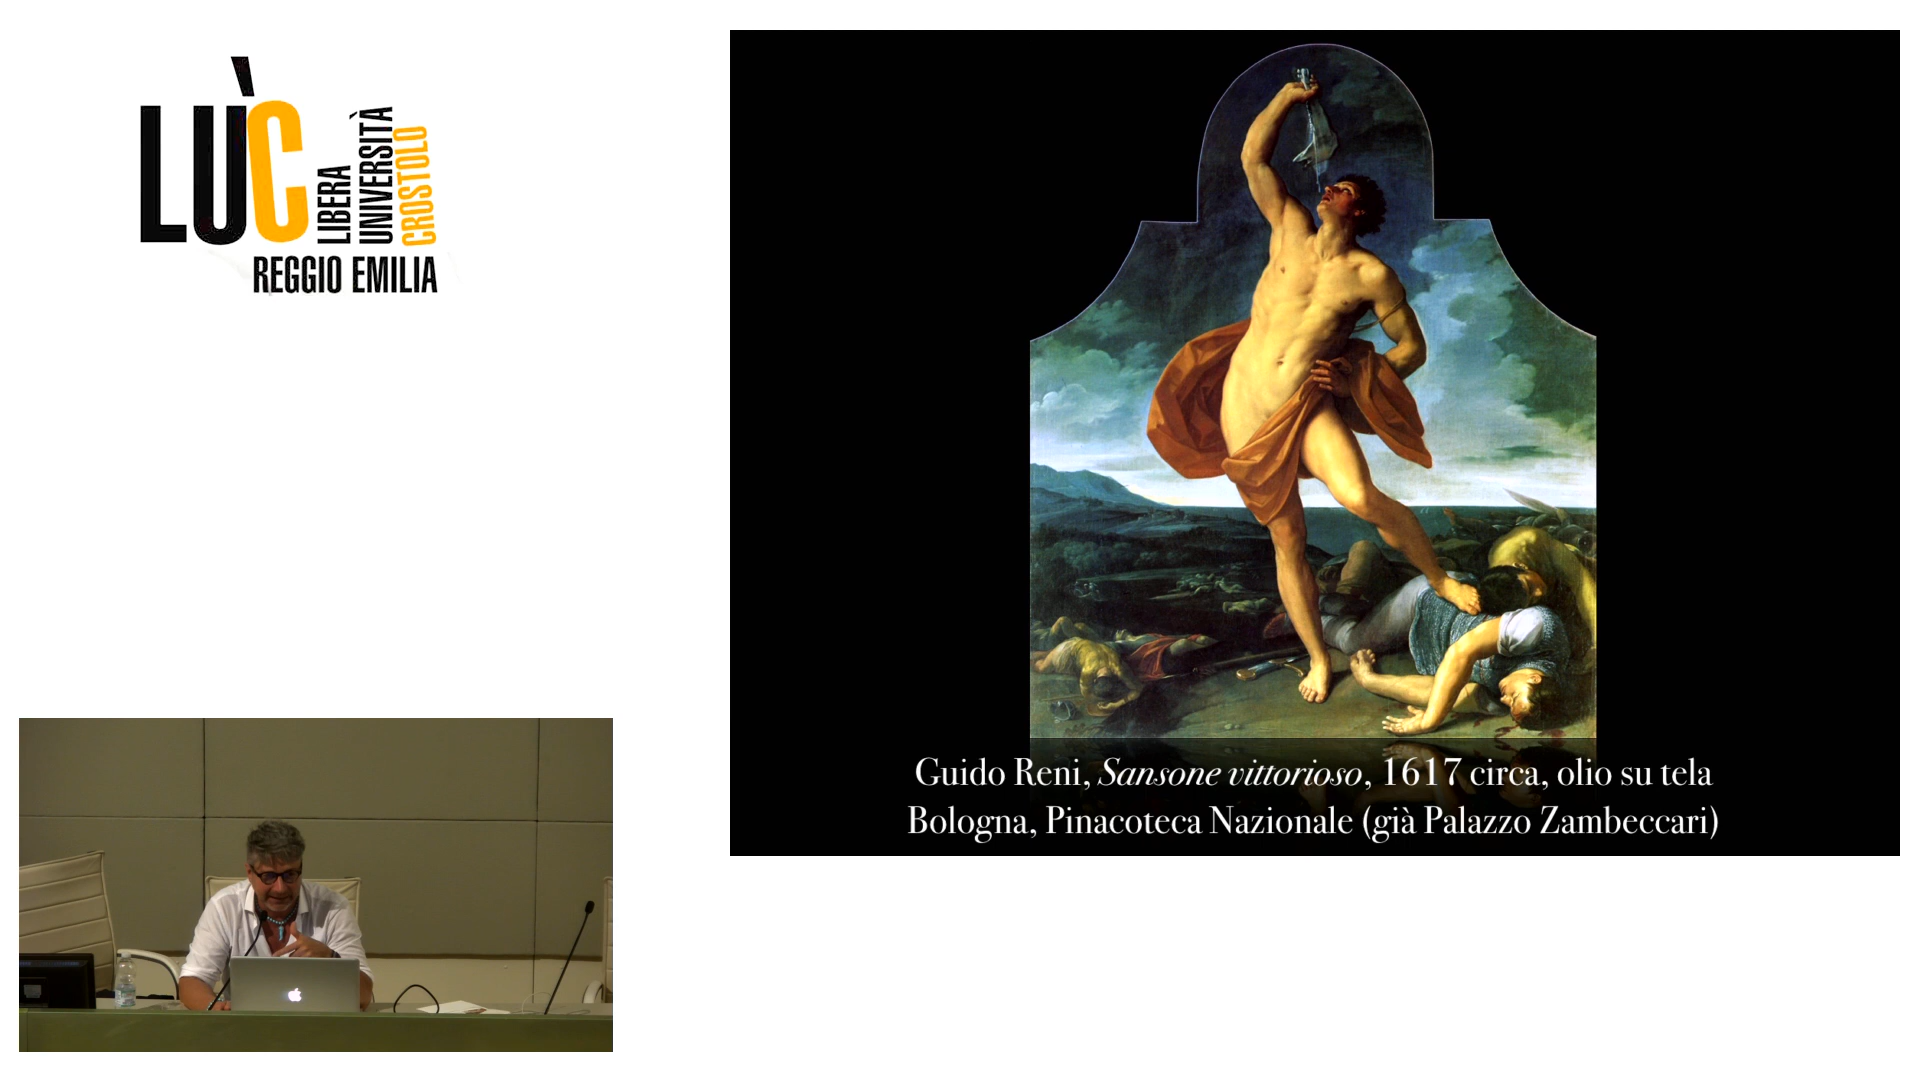 LÙC
LIBERA
UNIVERSITÀ
CROSTOLO
REGGIO EMILIA
Guido Reni, Sansone vittorioso, 1617 circa, olio su tela
Bologna, Pinacoteca Nazionale (già Palazzo Zambeccari)